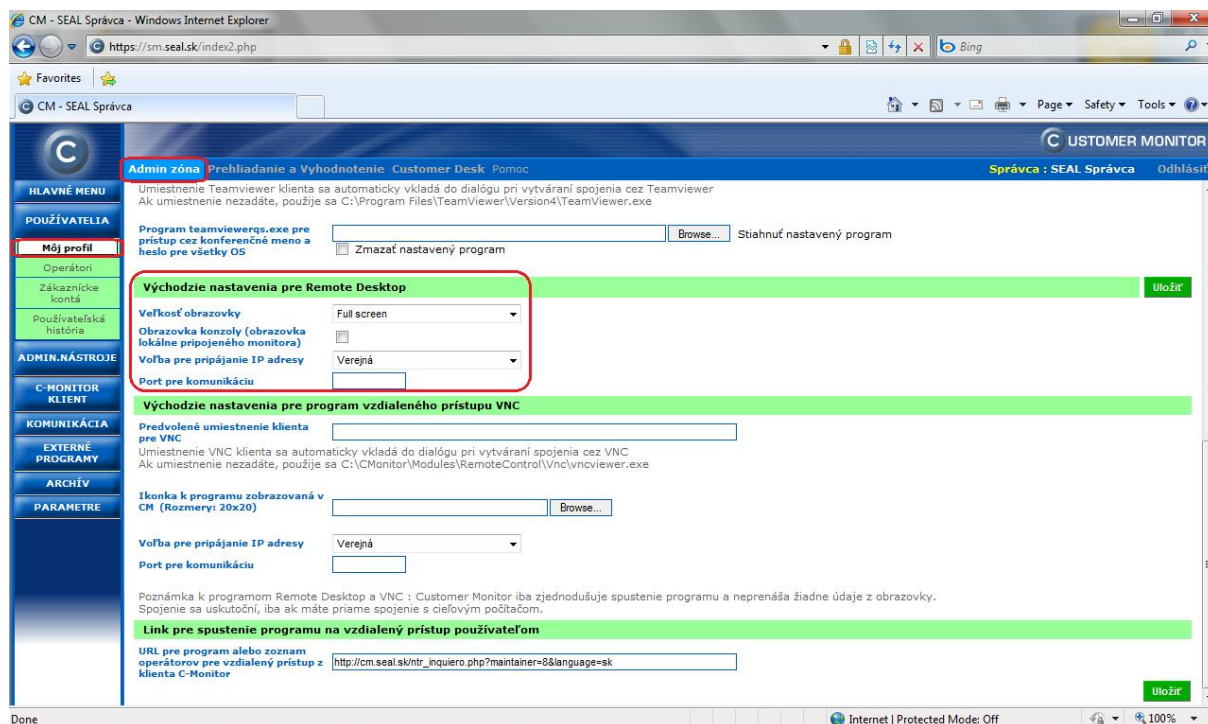 CM - SEAL Správca - Windows Internet Explorer
https://sm.seal.sk/index2.php
Bing
Favorites
CM - SEAL Správca
Page Safety Tools
C
CUSTOMER MONITOR
Admin zóna Prehliadanie a Vyhodnotenie Customer Desk Pomoc
Správca : SEAL Správca Odhlásiť
HLAVNÉ MENU
POUŽÍVATELIA
Môj profil
Operátori
Zákaznícke
kontá
Používateľská
história
ADMIN.NÁSTROJE
C-MONITOR
KLIENT
KOMUNIKÁCIA
EXTERNÉ
PROGRAMY
ARCHÍV
PARAMETRE
Umiestnenie Teamviewer klienta sa automaticky vkladá do dialógu pri vytváraní spojenia cez Teamviewer
Ak umiestnenie nezadáte, použije sa C:\Program Files\TeamViewer\Version4\TeamViewer.exe
Program teamviewerqs.exe pre
prístup cez konferenčné meno a
heslo pre všetky OS
Browse... Stiahnuť nastavený program
Zmazať nastavený program
Východzie nastavenia pre Remote Desktop
Uložiť
Veľkosť obrazovky Full screen
Obrazovka konzoly (obrazovka
lokálne pripojeného monitora)
Voľba pre pripájanie IP adresy Verejná
Port pre komunikáciu
Východzie nastavenia pre program vzdialeného prístupu VNC
Predvolené umiestnenie klienta
pre VNC
Umiestnenie VNC klienta sa automaticky vkladá do dialógu pri vytváraní spojenia cez VNC
Ak umiestnenie nezadáte, použije sa C:\CMonitor\Modules\RemoteControl\Vnc\vncviewer.exe
Ikonka k programu zobrazovaná v
CM (Rozmery: 20x20)
Browse...
Voľba pre pripájanie IP adresy Verejná
Port pre komunikáciu
Poznámka k programom Remote Desktop a VNC : Customer Monitor iba zjednodušuje spustenie programu a neprenáša žiadne údaje z obrazovky.
Spojenie sa uskutoční, iba ak máte priame spojenie s cieľovým počítačom.
Link pre spustenie programu na vzdialený prístup používateľom
URL pre program alebo zoznam
operátorov pre vzdialený prístup z
klienta C-Monitor
http://cm.seal.sk/ntr_inquiero.php?maintainer=8&language=sk
Uložiť
Done
Internet | Protected Mode: Off
100%